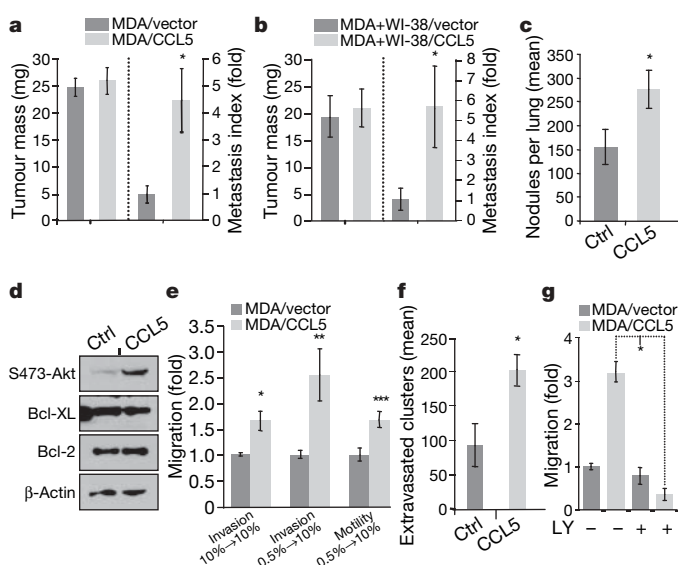 a
MDA/vector
MDA/CCL5
Tumour mass (mg)
30
25
20
15
10
5
0
*
6
5
4
3
2
1
0
Metastasis index (fold)
b
MDA+WI-38/vector
MDA+WI-38/CCL5
Tumour mass (mg)
30
25
20
15
10
5
0
*
8
7
6
5
4
3
2
1
0
Metastasis index (fold)
c
Nodules per lung (mean)
350
300
250
200
150
100
50
0
*
Ctrl
CCL5
d
Ctrl
CCL5
S473-Akt
Bcl-XL
Bcl-2
β-Actin
e
MDA/vector
MDA/CCL5
Migration (fold)
3.5
3.0
2.5
2.0
1.5
1.0
0.5
0
*
**
***
Invasion
10%→10%
Invasion
0.5%→10%
Motility
0.5%→10%
f
Extravasated clusters (mean)
250
200
150
100
50
0
*
Ctrl
CCL5
g
MDA/vector
MDA/CCL5
Migration (fold)
4
3
2
1
0
*
LY – – + +